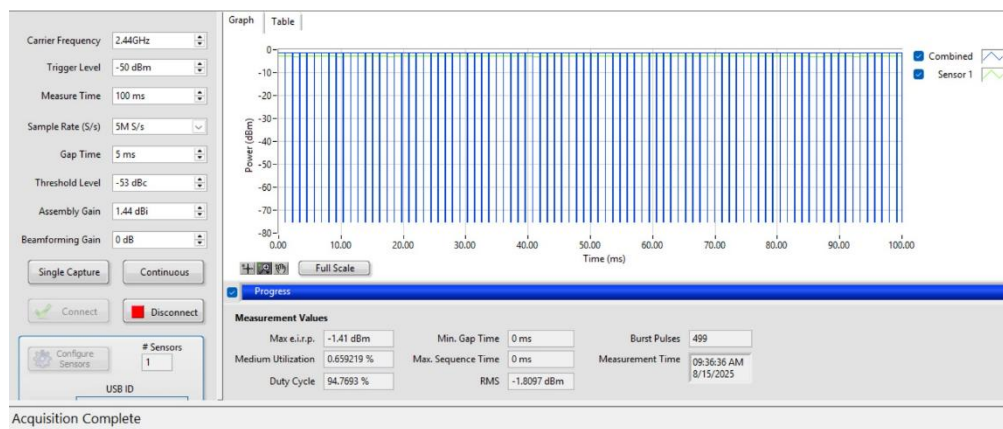 Graph Table
Carrier Frequency 2.44GHz
Trigger Level -50 dBm
Measure Time 100 ms
Sample Rate (S/s) 5M S/s
Gap Time 5 ms
Threshold Level -53 dBc
Assembly Gain 1.44 dBi
Beamforming Gain 0 dB
Single Capture Continuous
Connect Disconnect
Configure Sensors
# Sensors
1
USB ID
Power (dBm)
0
-10
-20
-30
-40
-50
-60
-70
-80
0.00 10.00 20.00 30.00 40.00 50.00 60.00 70.00 80.00 90.00 100.00
Time (ms)
Combined
Sensor 1
Full Scale
Progress
Measurement Values
Max e.i.r.p. -1.41 dBm Min. Gap Time 0 ms Burst Pulses 499
Medium Utilization 0.659219 % Max. Sequence Time 0 ms Measurement Time 09:36:36 AM
8/15/2025
Duty Cycle 94.7693 % RMS -1.8097 dBm
Acquisition Complete